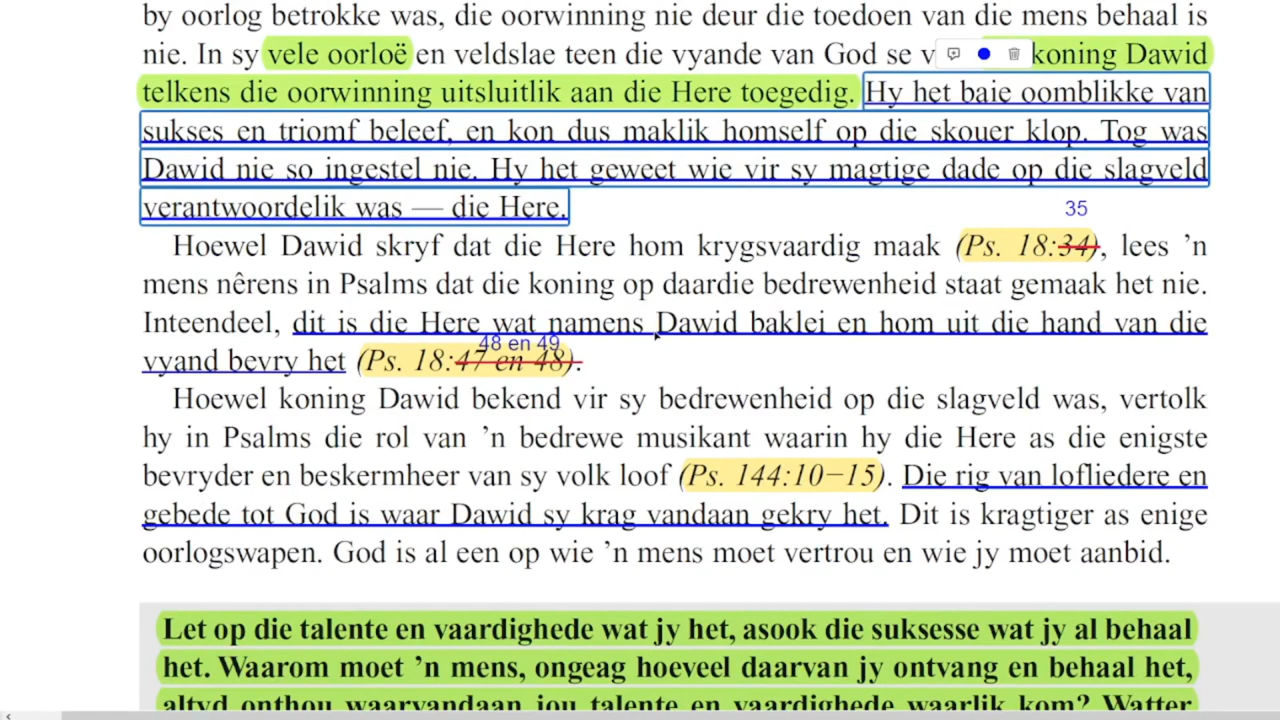 by oorlog betrokke was, die oorwinning nie deur die toedoen van die mens behaal is
nie. In sy vele oorloë en veldslae teen die vyande van God se v koning Dawid
telkens die oorwinning uitsluitlik aan die Here toegedig. Hy het baie oomblikke van
sukses en triomf beleef, en kon dus maklik homself op die skouer klop. Tog was
Dawid nie so ingestel nie. Hy het geweet wie vir sy magtige dade op die slagveld
verantwoordelik was — die Here.
35
Hoewel Dawid skryf dat die Here hom krygsvaardig maak (Ps. 18:34), lees ’n
mens nêrens in Psalms dat die koning op daardie bedrewenheid staat gemaak het nie.
Inteendeel, dit is die Here wat namens Dawid baklei en hom uit die hand van die
48 en 49
vyand bevry het (Ps. 18:47 en 48).
Hoewel koning Dawid bekend vir sy bedrewenheid op die slagveld was, vertolk
hy in Psalms die rol van ’n bedrewe musikant waarin hy die Here as die enigste
bevryder en beskermheer van sy volk loof (Ps. 144:10–15). Die rig van lofliedere en
gebede tot God is waar Dawid sy krag vandaan gekry het. Dit is kragtiger as enige
oorlogswapen. God is al een op wie ’n mens moet vertrou en wie jy moet aanbid.
Let op die talente en vaardighede wat jy het, asook die suksesse wat jy al behaal
het. Waarom moet ’n mens, ongeag hoeveel daarvan jy ontvang en behaal het,
altyd onthou waarvandaan jou talente en vaardighede waarlik kom? Watter